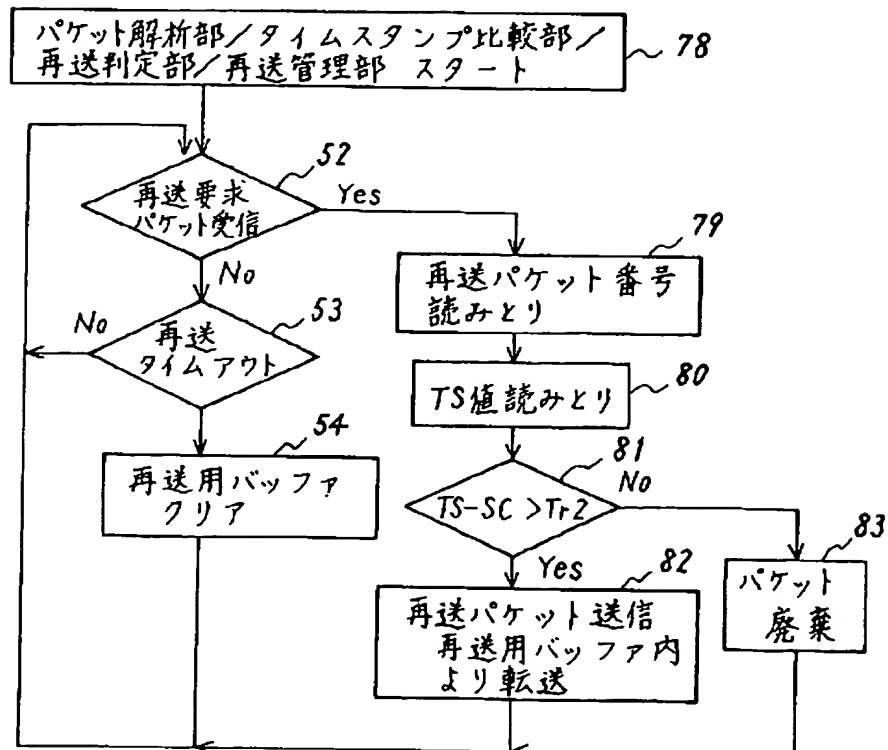 パケット解析部/タイムスタンプ比較部/
再送判定部/再送管理部 スタート
78
52
再送要求
パケット受信
Yes
No
79
再送パケット番号
読みとり
53
No
再送
タイムアウト
80
TS値読みとり
54
再送用バッファ
クリア
81
TS-SC>Tr2
No
83
パケット
廃棄
Yes
82
再送パケット送信
再送用バッファ内
より転送